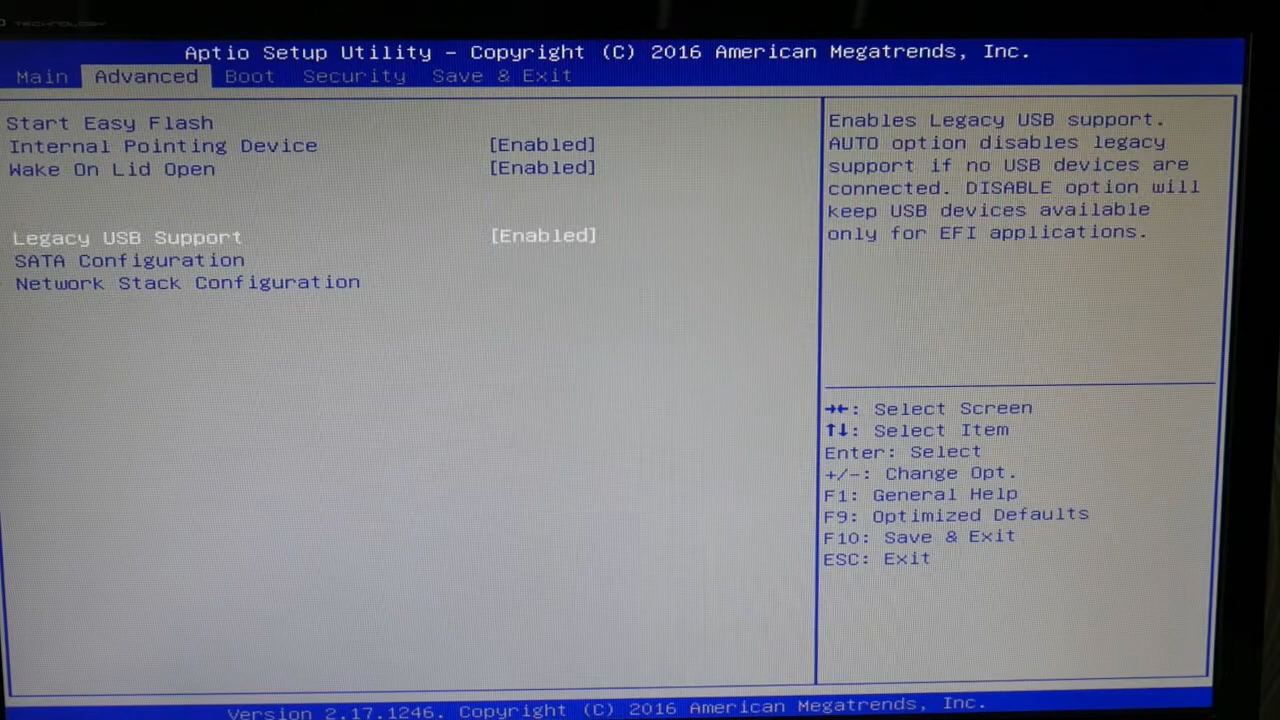 TECHNOLOGY
Aptio Setup Utility – Copyright (C) 2016 American Megatrends, Inc.
Main Advanced Boot Security Save & Exit
Start Easy Flash
Internal Pointing Device [Enabled]
Wake On Lid Open [Enabled]
Legacy USB Support [Enabled]
SATA Configuration
Network Stack Configuration
Enables Legacy USB support.
AUTO option disables legacy
support if no USB devices are
connected. DISABLE option will
keep USB devices available
only for EFI applications.
→←: Select Screen
↑↓: Select Item
Enter: Select
+/-: Change Opt.
F1: General Help
F9: Optimized Defaults
F10: Save & Exit
ESC: Exit
Version 2.17.1246. Copyright (C) 2016 American Megatrends, Inc.